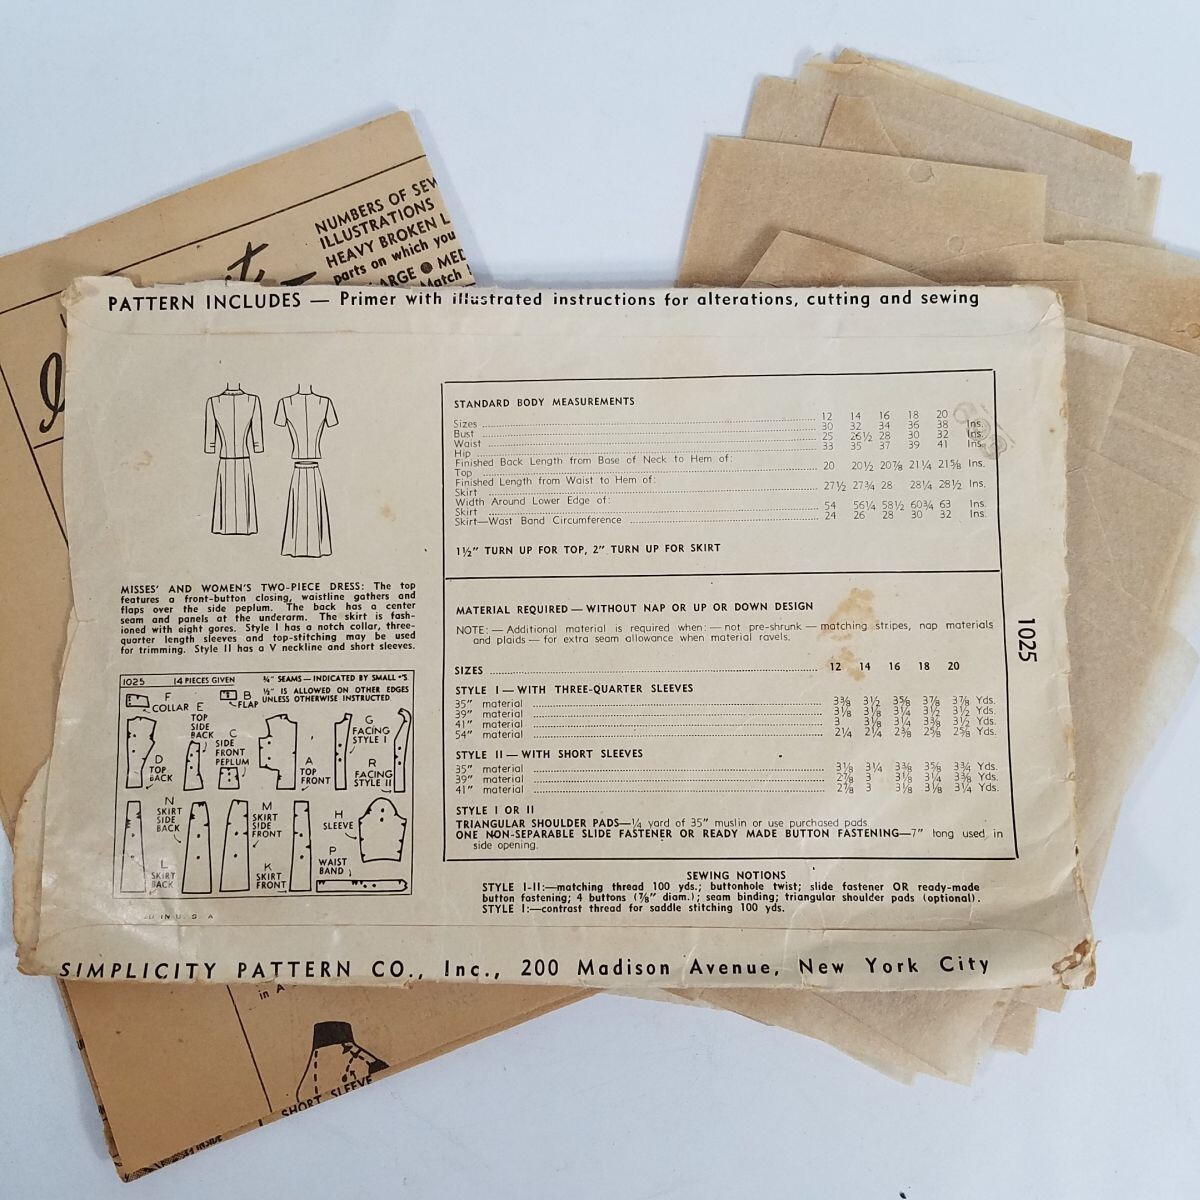 NUMBERS OF SEW
ILLUSTRATIONS
HEAVY BROKEN L
parts on which you
ARGE ● MED
Match
PATTERN INCLUDES — Primer with illustrated instructions for alterations, cutting and sewing
STANDARD BODY MEASUREMENTS
Sizes 12 14 16 18 20
Bust 30 32 34 36 38 Ins.
Waist 25 26½ 28 30 32 Ins.
Hip 33 35 37 39 41 Ins.
Finished Back Length from Base of Neck to Hem of:
Top 20 20½ 20⅞ 21¼ 21⅝ Ins.
Finished Length from Waist to Hem of:
Skirt 27½ 27¾ 28 28¼ 28½ Ins.
Width Around Lower Edge of:
Skirt 54 56¼ 58½ 60¾ 63 Ins.
Skirt—Wast Band Circumference 24 26 28 30 32 Ins.
1½" TURN UP FOR TOP, 2" TURN UP FOR SKIRT
MISSES' AND WOMEN'S TWO-PIECE DRESS: The top
features a front-button closing, waistline gathers and
flaps over the side peplum. The back has a center
seam and panels at the underarm. The skirt is fash-
ioned with eight gores. Style I has a notch collar, three-
quarter length sleeves and top-stitching may be used
for trimming. Style II has a V neckline and short sleeves.
MATERIAL REQUIRED — WITHOUT NAP OR UP OR DOWN DESIGN
NOTE: — Additional material is required when: — not pre-shrunk — matching stripes, nap materials
and plaids — for extra seam allowance when material ravels.
1025
SIZES 12 14 16 18 20
STYLE I — WITH THREE-QUARTER SLEEVES
35" material 3⅜ 3½ 3⅝ 3⅞ 3⅞ Yds.
39" material 3⅛ 3⅛ 3¼ 3½ 3½ Yds.
41" material 3 3⅛ 3¼ 3⅜ 3½ Yds.
54" material 2¼ 2¼ 2⅜ 2⅝ 2⅝ Yds.
STYLE II — WITH SHORT SLEEVES
35" material 3⅛ 3¼ 3⅜ 3⅝ 3¾ Yds.
39" material 2⅞ 3 3⅛ 3¼ 3⅜ Yds.
41" material 2⅞ 3 3⅛ 3⅛ 3¼ Yds.
STYLE I OR II
TRIANGULAR SHOULDER PADS—¼ yard of 35" muslin or use purchased pads
ONE NON-SEPARABLE SLIDE FASTENER OR READY MADE BUTTON FASTENING—7" long used in
side opening.
1025 14 PIECES GIVEN
¾" SEAMS — INDICATED BY SMALL •'S
½" IS ALLOWED ON OTHER EDGES
UNLESS OTHERWISE INSTRUCTED
F
COLLAR
B
FLAP
E
TOP
SIDE
BACK
C
SIDE
FRONT
PEPLUM
G
FACING
STYLE I
D
TOP
BACK
A
TOP
FRONT
R
FACING
STYLE II
N
SKIRT
SIDE
BACK
M
SKIRT
SIDE
FRONT
H
SLEEVE
L
SKIRT
BACK
K
SKIRT
FRONT
P
WAIST
BAND
IN U. S. A
SEWING NOTIONS
STYLE I-II:—matching thread 100 yds.; buttonhole twist; slide fastener OR ready-made
button fastening; 4 buttons (⅞" diam.); seam binding; triangular shoulder pads (optional).
STYLE I:—contrast thread for saddle stitching 100 yds.
SIMPLICITY PATTERN CO., Inc., 200 Madison Avenue, New York City
in A
SHORT SLEEVE